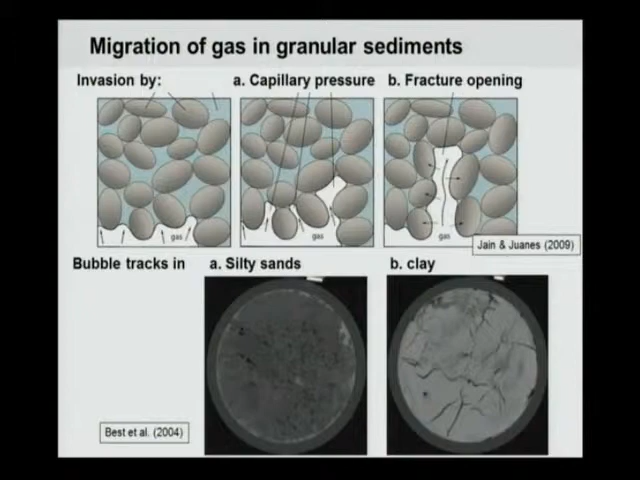 Migration of gas in granular sediments
Invasion by:
a. Capillary pressure
b. Fracture opening
gas
gas
gas
Jain & Juanes (2009)
Bubble tracks in
a. Silty sands
b. clay
Best et al. (2004)